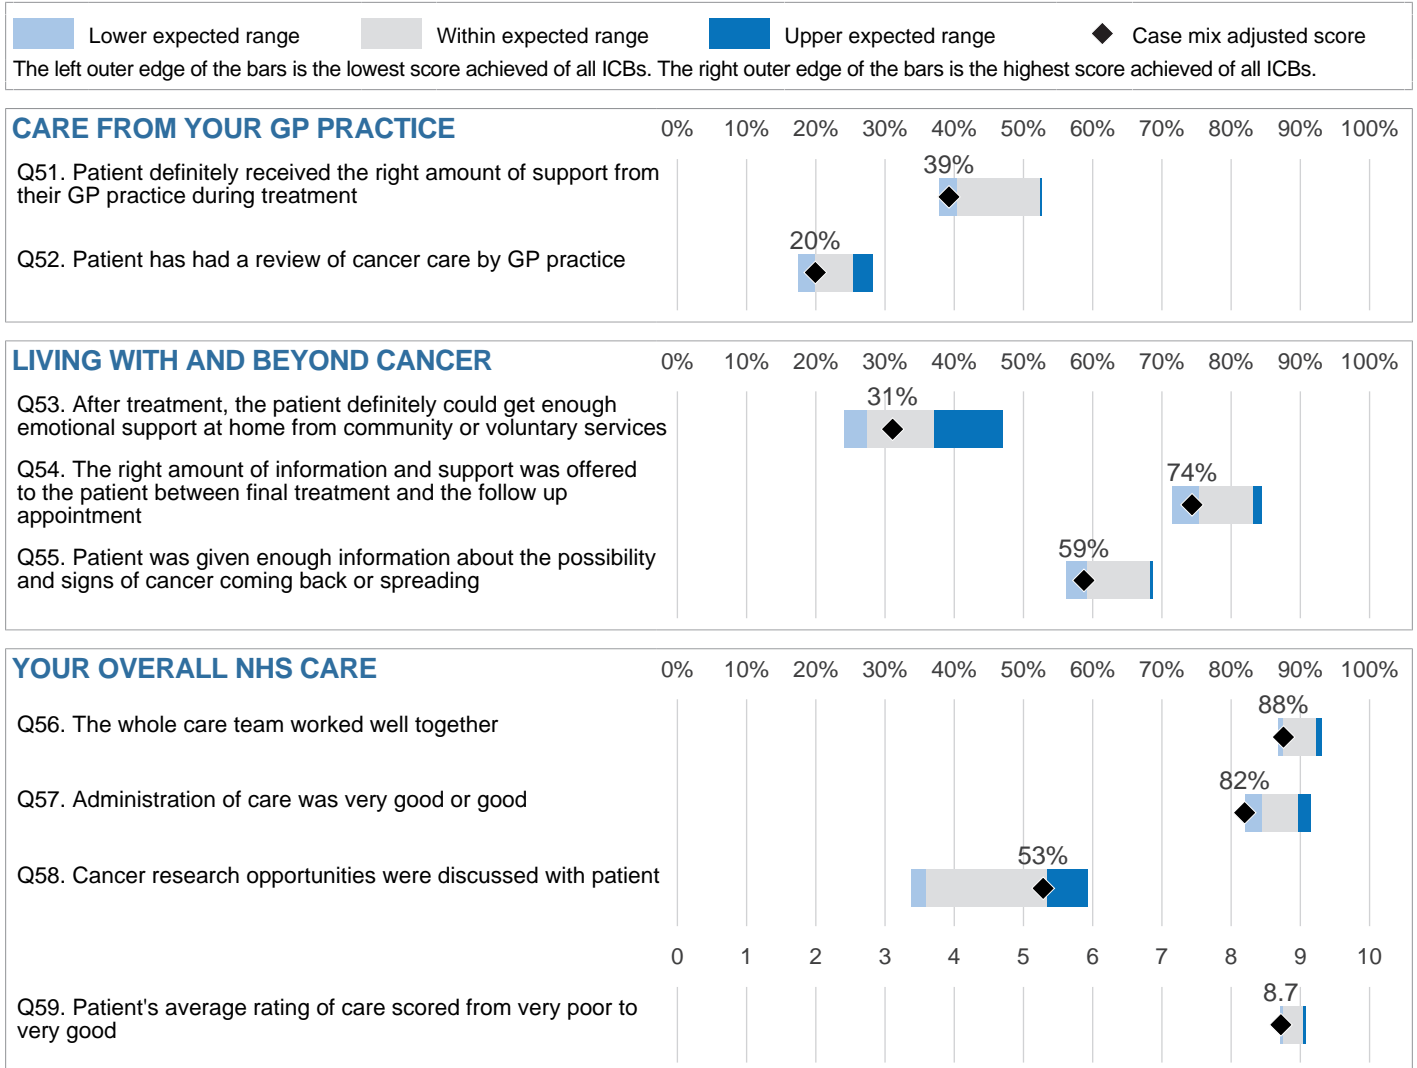 Lower expected range Within expected range Upper expected range Case mix adjusted score
The left outer edge of the bars is the lowest score achieved of all ICBs. The right outer edge of the bars is the highest score achieved of all ICBs.
CARE FROM YOUR GP PRACTICE 0% 10% 20% 30% 40% 50% 60% 70% 80% 90% 100%
39%
Q51. Patient definitely received the right amount of support from
their GP practice during treatment
20%
Q52. Patient has had a review of cancer care by GP practice
LIVING WITH AND BEYOND CANCER 0% 10% 20% 30% 40% 50% 60% 70% 80% 90% 100%
31%
Q53. After treatment, the patient definitely could get enough
emotional support at home from community or voluntary services
74%
Q54. The right amount of information and support was offered
to the patient between final treatment and the follow up
appointment
59%
Q55. Patient was given enough information about the possibility
and signs of cancer coming back or spreading
YOUR OVERALL NHS CARE 0% 10% 20% 30% 40% 50% 60% 70% 80% 90% 100%
88%
Q56. The whole care team worked well together
82%
Q57. Administration of care was very good or good
53%
Q58. Cancer research opportunities were discussed with patient
0 1 2 3 4 5 6 7 8 9 10
8.7
Q59. Patient's average rating of care scored from very poor to
very good